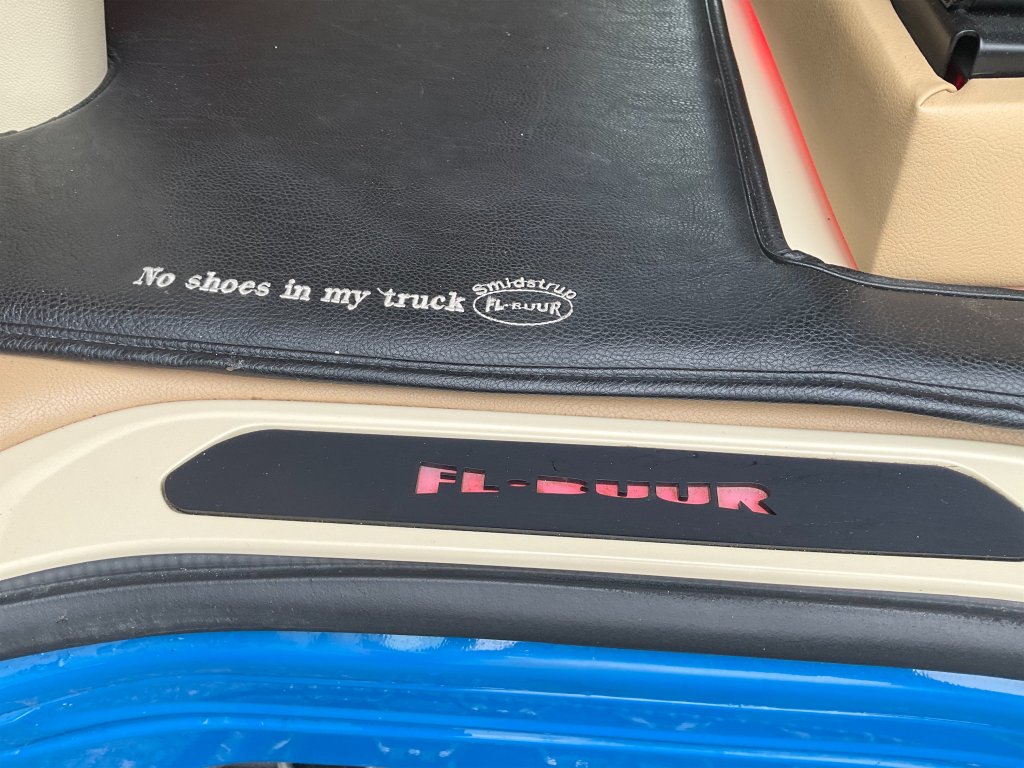 No shoes in my truck
Smidstrup
FL-BUUR
FL-BUUR